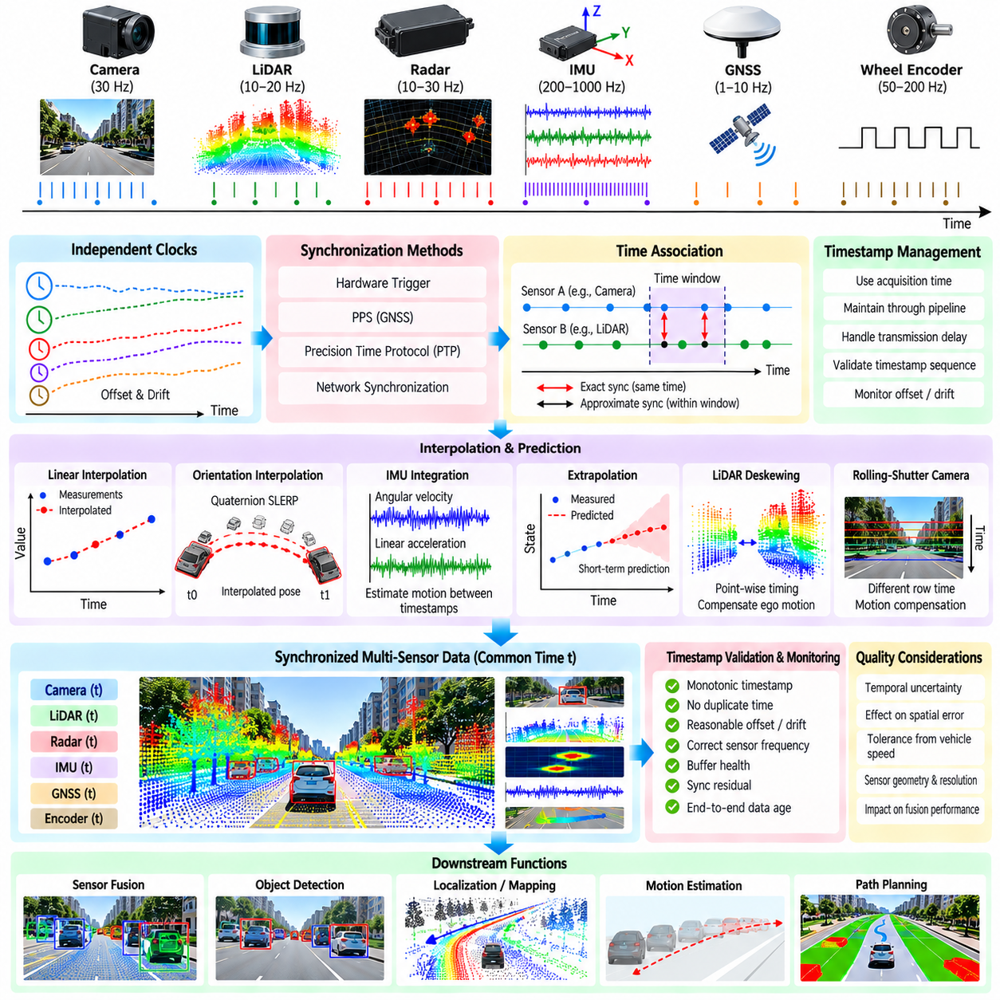 Camera
(30 Hz)
LiDAR
(10–20 Hz)
Radar
(10–30 Hz)
Z
Y
X
IMU
(200–1000 Hz)
GNSS
(1–10 Hz)
Wheel Encoder
(50–200 Hz)
Time
Independent Clocks
Offset & Drift
Time
Synchronization Methods
Hardware Trigger
PPS (GNSS)
Precision Time Protocol (PTP)
Network Synchronization
Time Association
Time window
Sensor A (e.g., Camera)
Sensor B (e.g., LiDAR)
Time
Exact sync (same time)
Approximate sync (within window)
Timestamp Management
Use acquisition time
Maintain through pipeline
Handle transmission delay
Validate timestamp sequence
Monitor offset / drift
Interpolation & Prediction
Linear Interpolation
Measurements
Interpolated
Value
Time
Orientation Interpolation
Quaternion SLERP
t0
Interpolated pose
t1
IMU Integration
Angular velocity
Linear acceleration
Estimate motion between
timestamps
Extrapolation
Measured
Predicted
State
Short-term prediction
Time
LiDAR Deskewing
Point-wise timing
Compensate ego motion
Rolling-Shutter Camera
Time
Different row time
Motion compensation
Synchronized Multi-Sensor Data (Common Time t)
Camera (t)
LiDAR (t)
Radar (t)
IMU (t)
GNSS (t)
Encoder (t)
Timestamp Validation & Monitoring
Monotonic timestamp
No duplicate time
Reasonable offset / drift
Correct sensor frequency
Buffer health
Sync residual
End-to-end data age
Quality Considerations
Temporal uncertainty
Effect on spatial error
Tolerance from vehicle
speed
Sensor geometry & resolution
Impact on fusion performance
Downstream Functions
Sensor Fusion
Object Detection
Localization / Mapping
Motion Estimation
Path Planning